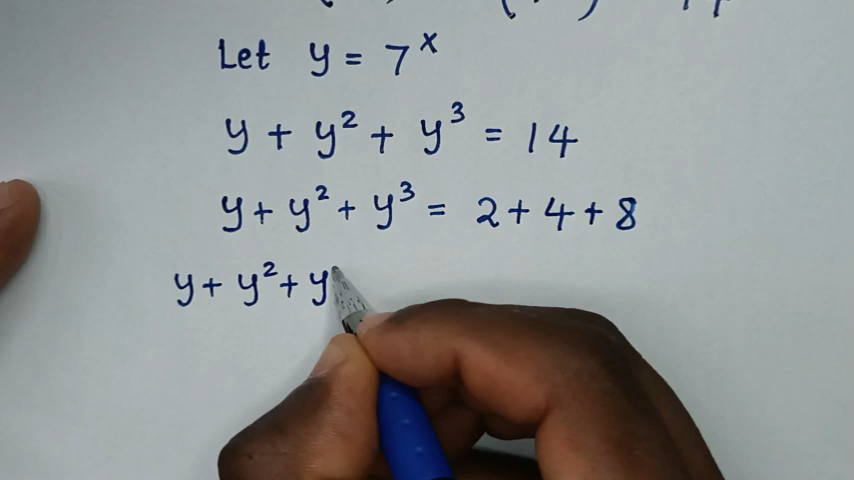 Let y = 7^x
y + y² + y³ = 14
y + y² + y³ = 2 + 4 + 8
y + y² + y